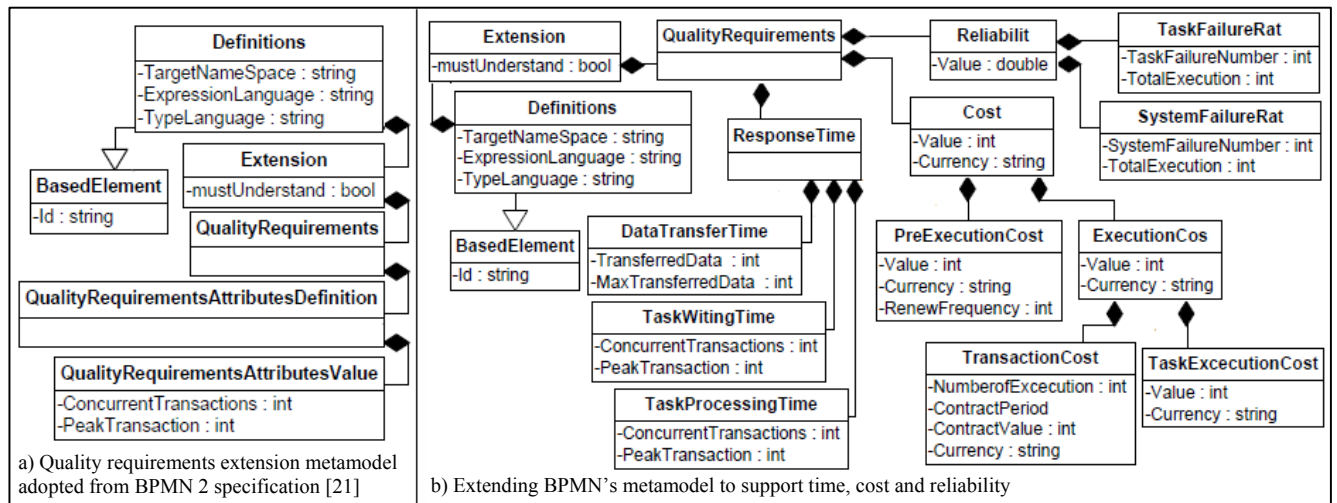 Definitions
-TargetNameSpace : string
-ExpressionLanguage : string
-TypeLanguage : string
Extension
-mustUnderstand : bool
BasedElement
-Id : string
QualityRequirements
QualityRequirementsAttributesDefinition
QualityRequirementsAttributesValue
-ConcurrentTransactions : int
-PeakTransaction : int
a) Quality requirements extension metamodel
adopted from BPMN 2 specification [21]
Extension
-mustUnderstand : bool
QualityRequirements
Reliabilit
-Value : double
TaskFailureRat
-TaskFailureNumber : int
-TotalExecution : int
Definitions
-TargetNameSpace : string
-ExpressionLanguage : string
-TypeLanguage : string
ResponseTime
Cost
-Value : int
-Currency : string
SystemFailureRat
-SystemFailureNumber : int
-TotalExecution : int
BasedElement
-Id : string
DataTransferTime
-TransferredData : int
-MaxTransferredData : int
PreExecutionCost
-Value : int
-Currency : string
-RenewFrequency : int
ExecutionCos
-Value : int
-Currency : string
TaskWitingTime
-ConcurrentTransactions : int
-PeakTransaction : int
TransactionCost
-NumberofExcecution : int
-ContractPeriod
-ContractValue : int
-Currency : string
TaskExcecutionCost
-Value : int
-Currency : string
TaskProcessingTime
-ConcurrentTransactions : int
-PeakTransaction : int
b) Extending BPMN's metamodel to support time, cost and reliability